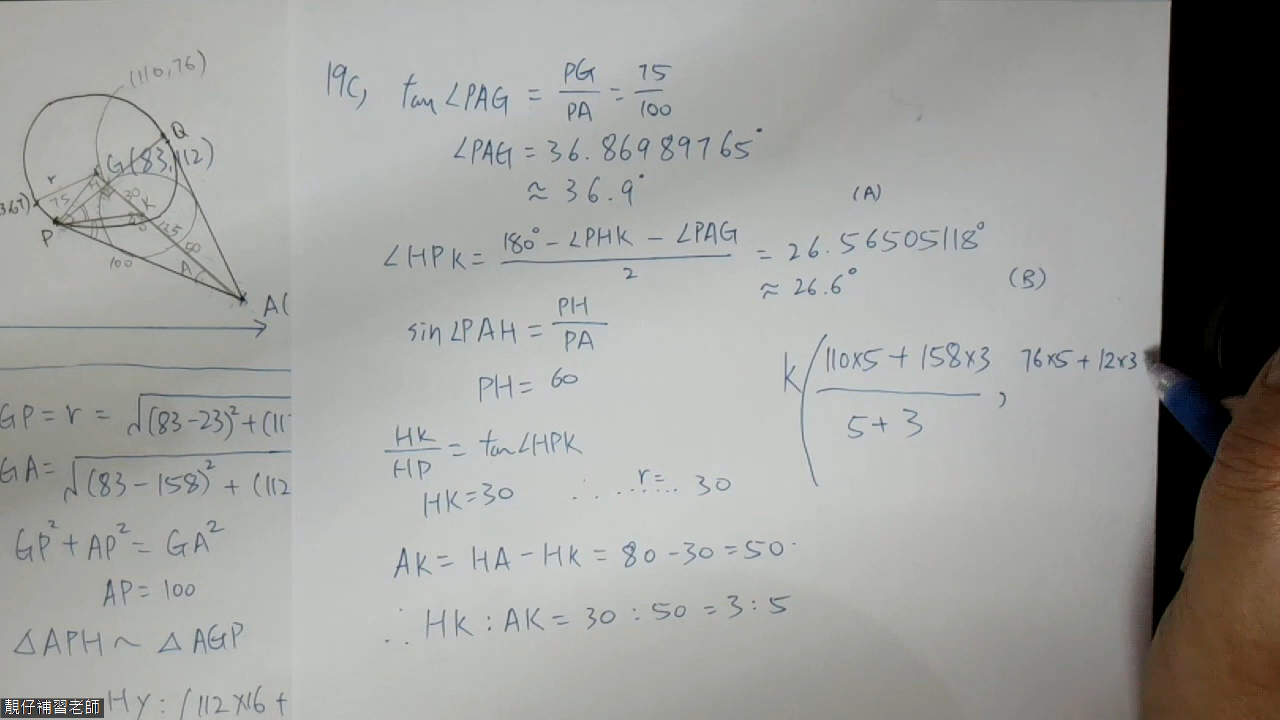 (110,76)
Q
G(83,112)
r
75
H
30
K
P
125
50
100
A
A(
GP = r = √(83-23)²+(11
GA = √(83-158)²+(112
GP² + AP² = GA²
AP = 100
△APH ~ △AGP
Hy : (112×16 +
19c, tan∠PAG = PG/PA = 75/100
∠PAG = 36.86989765°
≈ 36.9°
(A)
∠HPK = (180° - ∠PHK - ∠PAG)/2 = 26.56505118°
≈ 26.6°
(B)
sin∠PAH = PH/PA
PH = 60
HK/HP = tan∠HPK
HK = 30 ∴ ...r=... 30
AK = HA - HK = 80 - 30 = 50
∴ HK : AK = 30 : 50 = 3 : 5
K( (110×5 + 158×3)/(5+3) , 76×5 + 12×3
靚仔補習老師